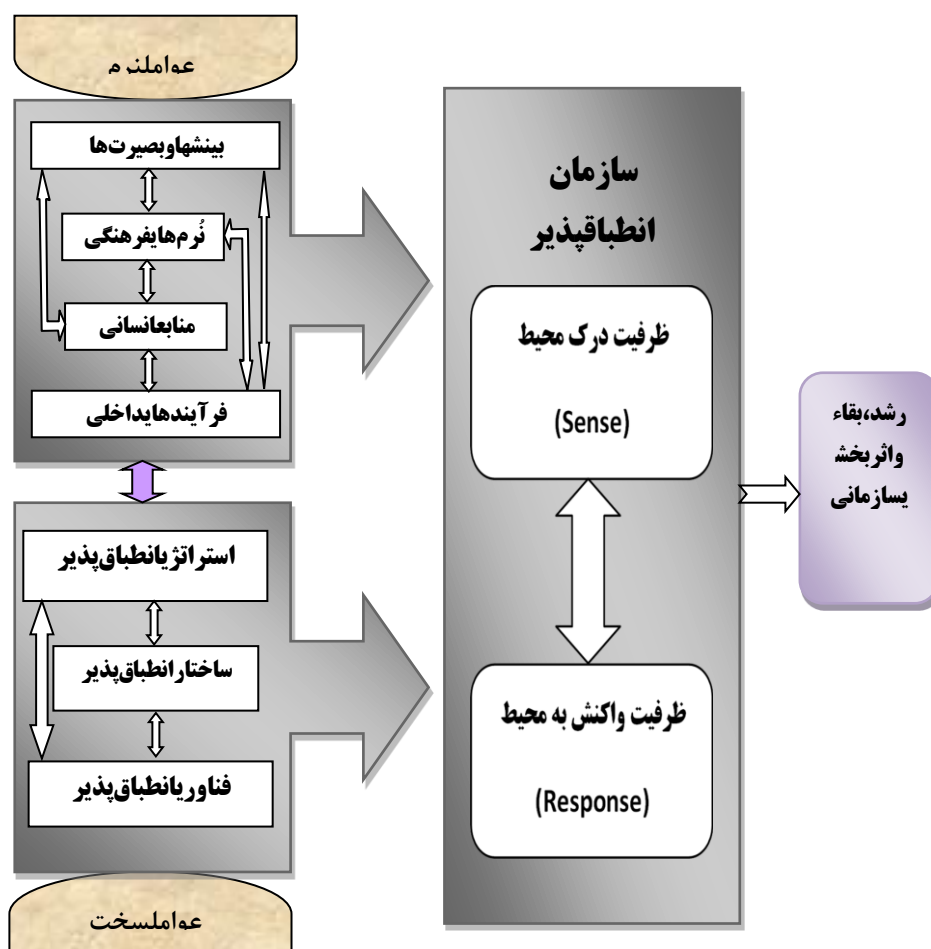 عواملنرم
بینشهاوبصیرت‌ها
نُرم‌هایفرهنگی
منابعانسانی
فرآیندهایداخلی
استراتژیانطباق‌پذیر
ساختارانطباق‌پذیر
فناوریانطباق‌پذیر
عواملسخت
سازمان
انطباقپذیر
ظرفیت درک محیط
(Sense)
ظرفیت واکنش به محیط
(Response)
رشد،بقاء
واثربخش
یسازمانی